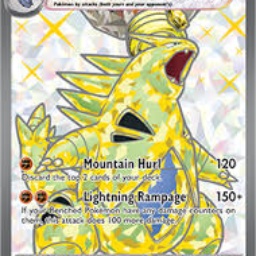 Pokémon by attacks (both yours and your opponent's).
Mountain Hurl 120
Discard the top 2 cards of your deck.
Lightning Rampage 150+
If your Benched Pokémon have any damage counters on
them, this attack does 100 more damage.